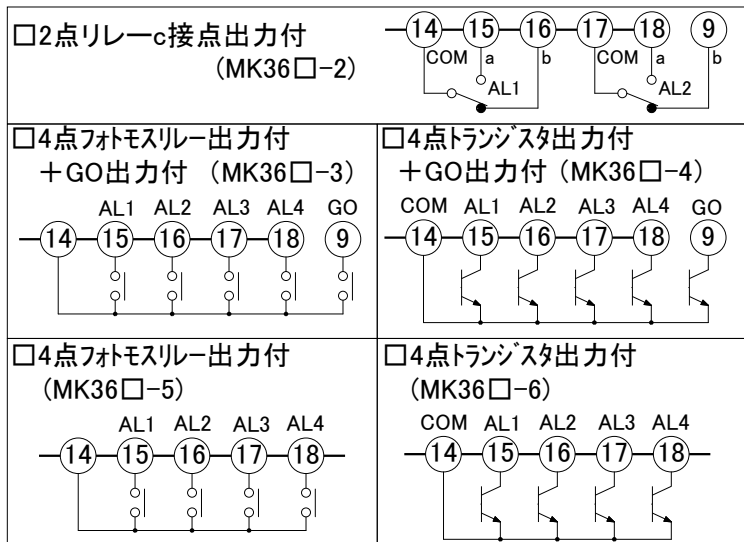 □2点リレーc接点出力付
(MK36□-2)
14 15 16 17 18 9
COM a b COM a b
AL1 AL2
□4点フォトモスリレー出力付
+GO出力付 (MK36□-3)
AL1 AL2 AL3 AL4 GO
14 15 16 17 18 9
□4点トランジスタ出力付
+GO出力付 (MK36□-4)
COM AL1 AL2 AL3 AL4 GO
14 15 16 17 18 9
□4点フォトモスリレー出力付
(MK36□-5)
AL1 AL2 AL3 AL4
14 15 16 17 18
□4点トランジスタ出力付
(MK36□-6)
COM AL1 AL2 AL3 AL4
14 15 16 17 18